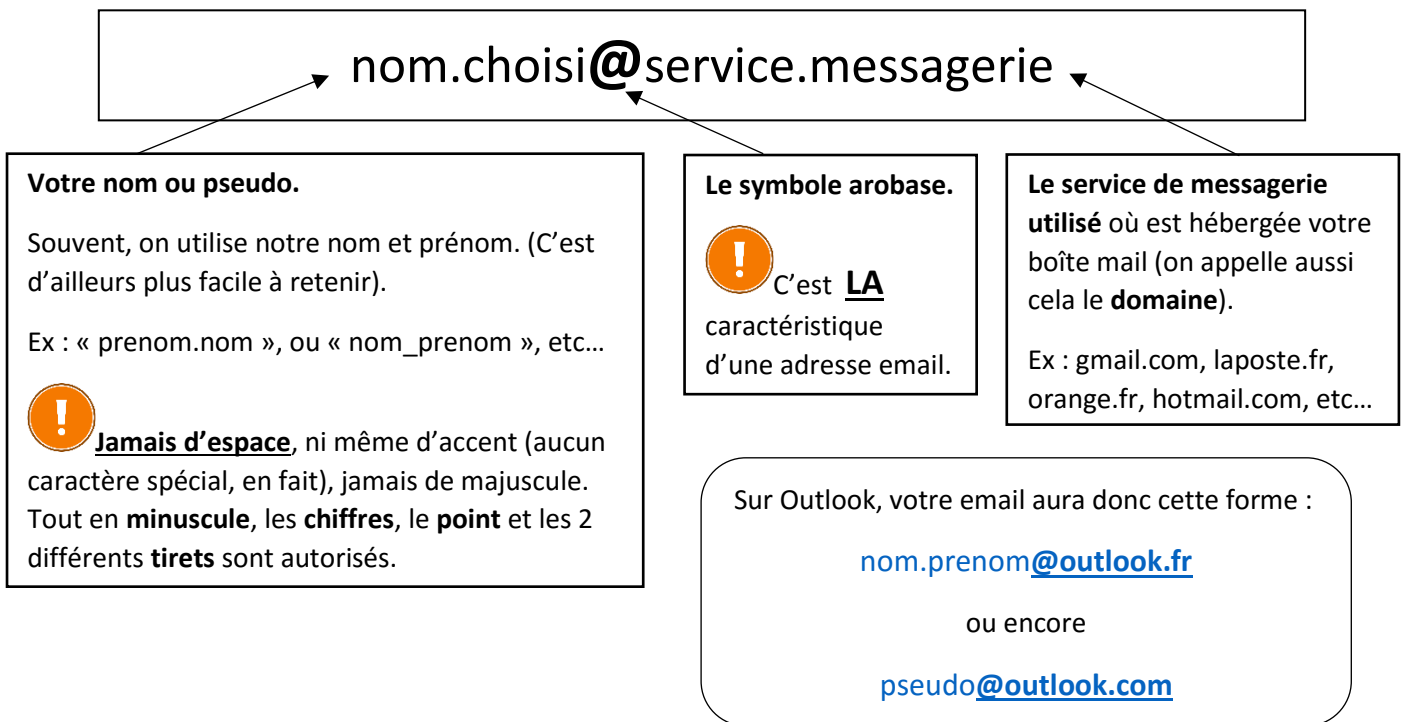 nom.choisi@service.messagerie
Votre nom ou pseudo.
Souvent, on utilise notre nom et prénom. (C’est
d’ailleurs plus facile à retenir).
Ex : « prenom.nom », ou « nom_prenom », etc…
! Jamais d’espace, ni même d’accent (aucun
caractère spécial, en fait), jamais de majuscule.
Tout en minuscule, les chiffres, le point et les 2
différents tirets sont autorisés.
Le symbole arobase.
! C’est LA
caractéristique
d’une adresse email.
Le service de messagerie
utilisé où est hébergée votre
boîte mail (on appelle aussi
cela le domaine).
Ex : gmail.com, laposte.fr,
orange.fr, hotmail.com, etc…
Sur Outlook, votre email aura donc cette forme :
nom.prenom@outlook.fr
ou encore
pseudo@outlook.com